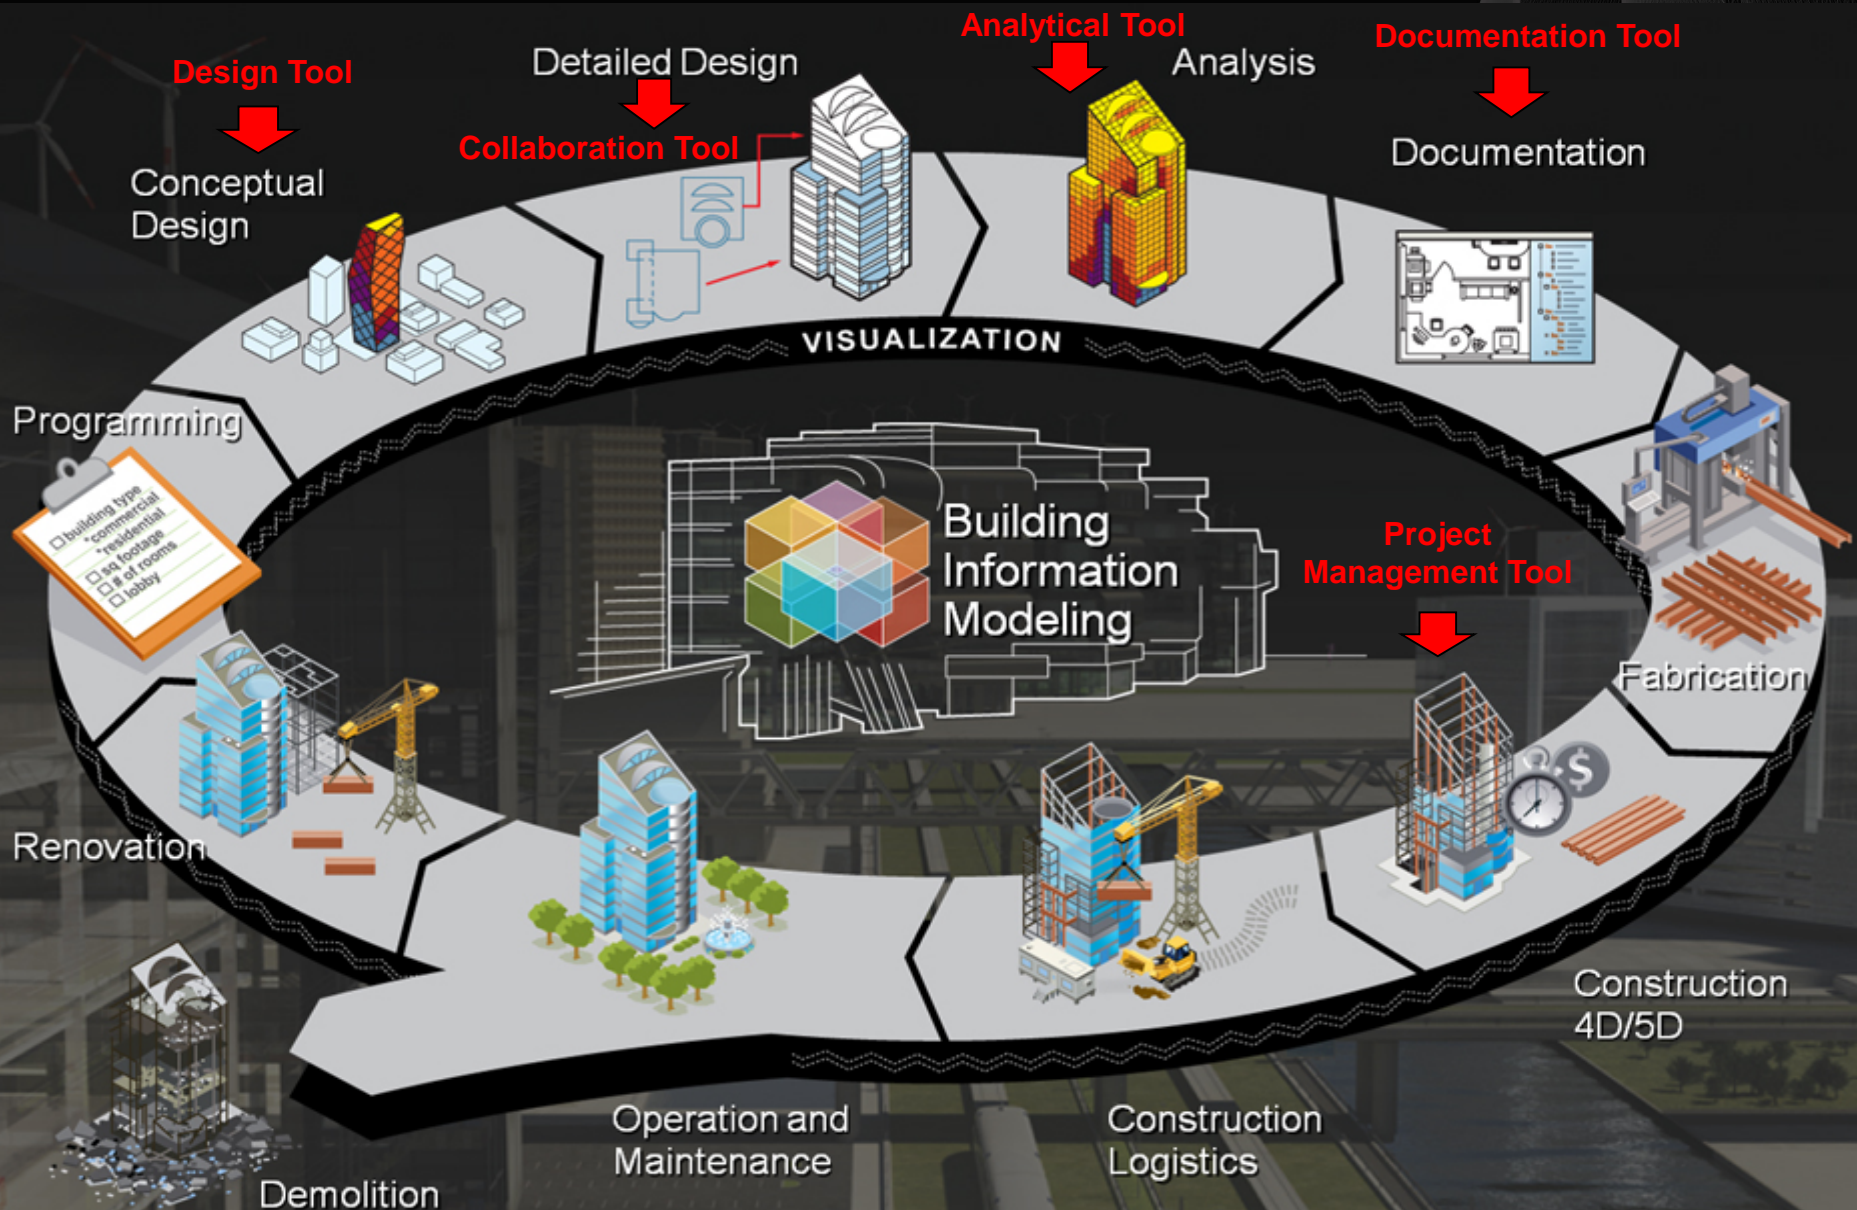 Analytical Tool
Documentation Tool
Design Tool
Detailed Design
Analysis
Collaboration Tool
Documentation
Conceptual
Design
VISUALIZATION
Programming
building type
*commercial
*residential
sq footage
# of rooms
lobby
Building
Information
Modeling
Project
Management Tool
Fabrication
$
Renovation
Construction
4D/5D
Operation and
Maintenance
Construction
Logistics
Demolition